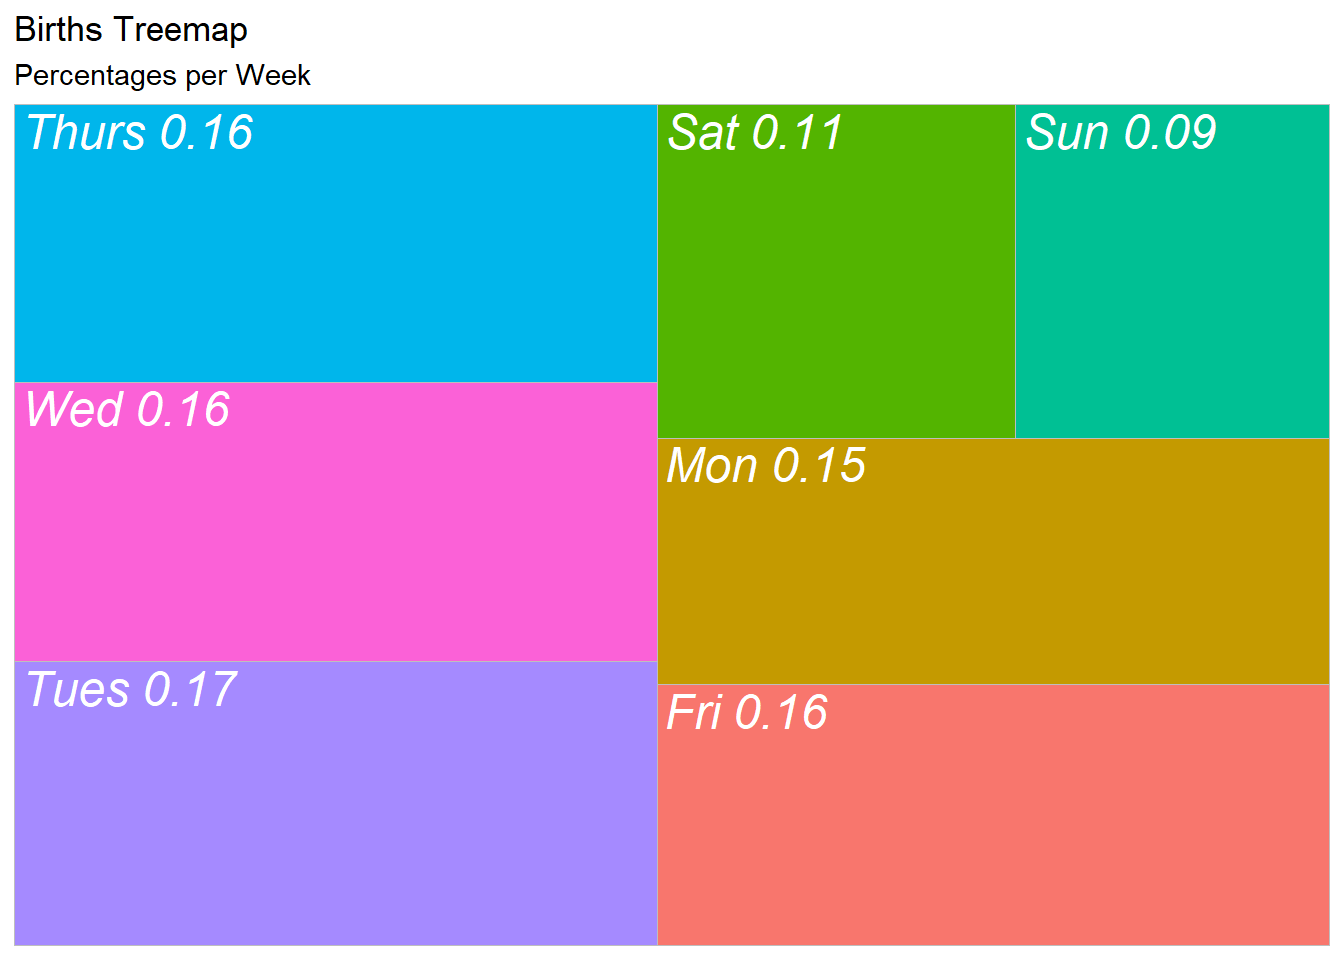 Births Treemap
Percentages per Week
Thurs 0.16
Sat 0.11
Sun 0.09
Wed 0.16
Mon 0.15
Tues 0.17
Fri 0.16